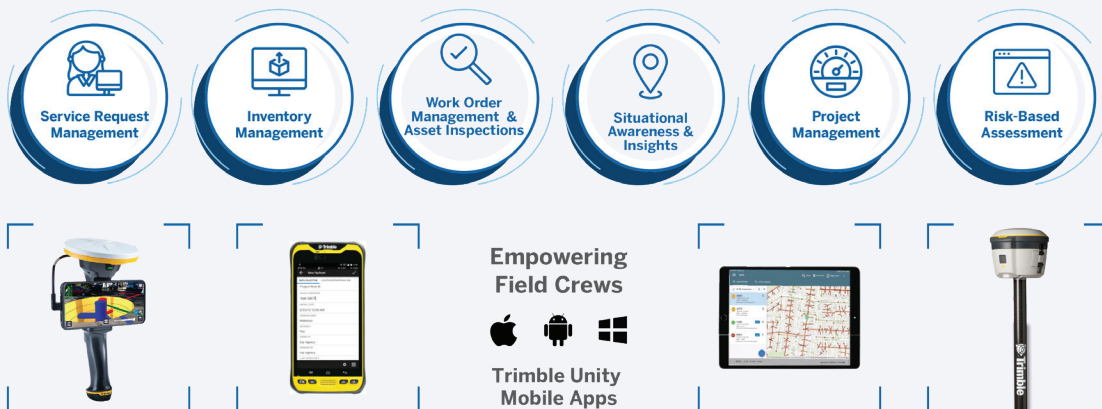 Service Request
Management
Inventory
Management
Work Order
Management &
Asset Inspections
Situational
Awareness &
Insights
Project
Management
Risk-Based
Assessment
Trimble
Empowering
Field Crews
Trimble Unity
Mobile Apps
Trimble